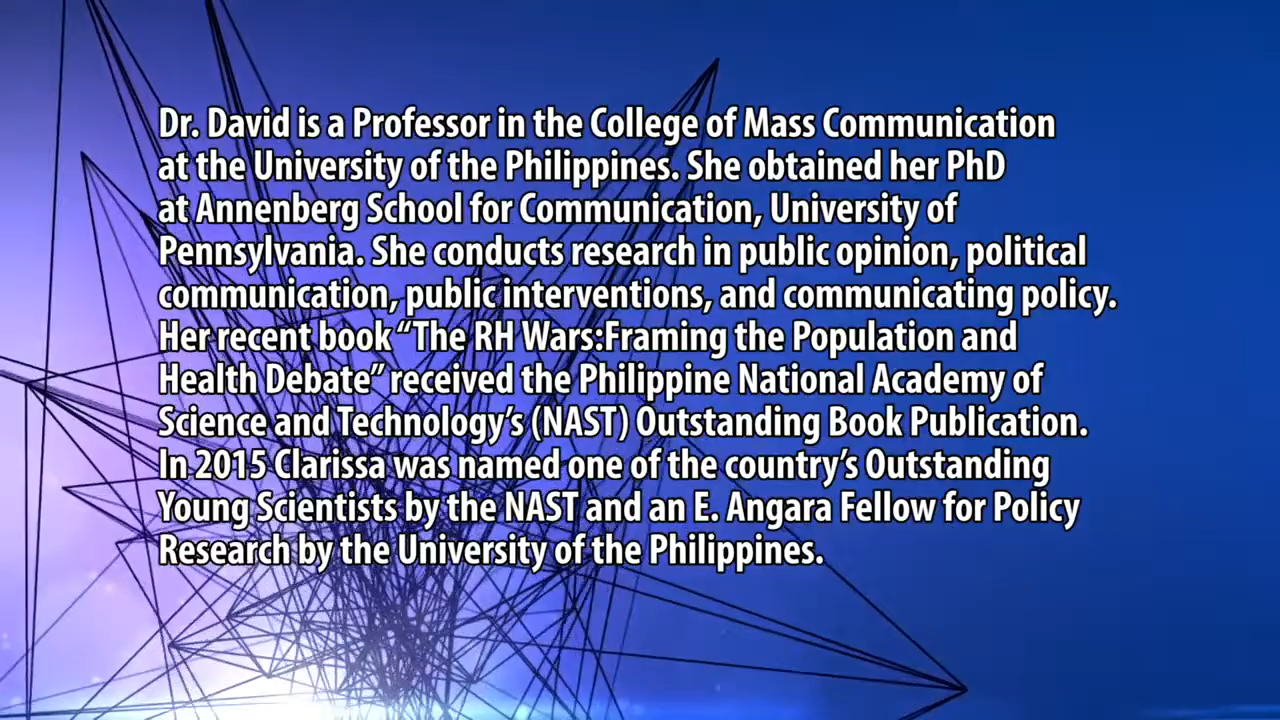 Dr. David is a Professor in the College of Mass Communication
at the University of the Philippines. She obtained her PhD
at Annenberg School for Communication, University of
Pennsylvania. She conducts research in public opinion, political
communication, public interventions, and communicating policy.
Her recent book “The RH Wars:Framing the Population and
Health Debate” received the Philippine National Academy of
Science and Technology’s (NAST) Outstanding Book Publication.
In 2015 Clarissa was named one of the country’s Outstanding
Young Scientists by the NAST and an E. Angara Fellow for Policy
Research by the University of the Philippines.